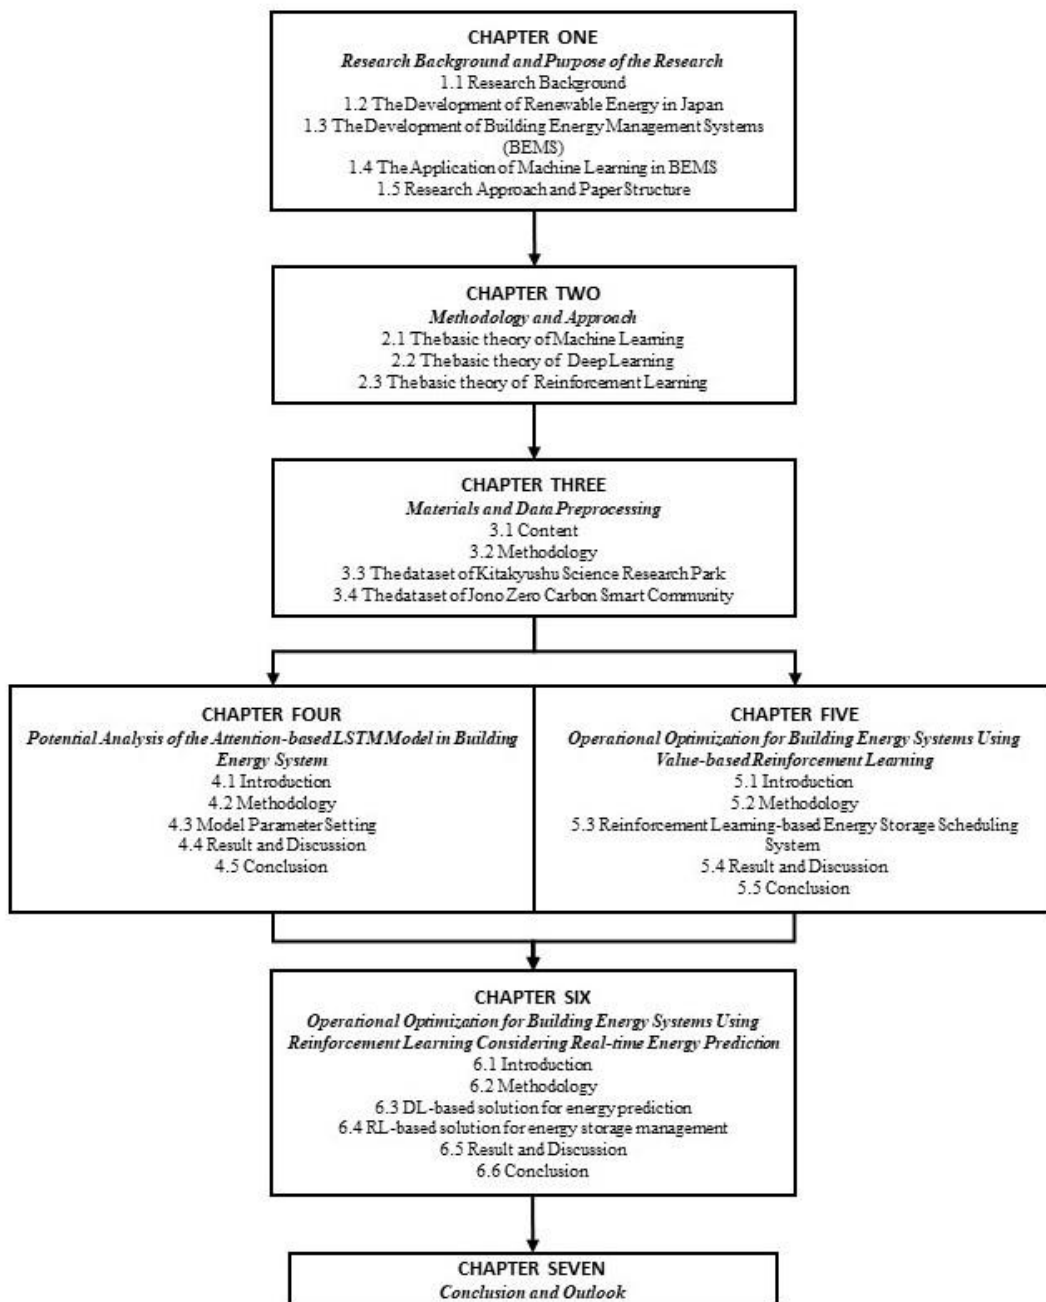 CHAPTER ONE
Research Background and Purpose of the Research
1.1 Research Background
1.2 The Development of Renewable Energy in Japan
1.3 The Development of Building Energy Management Systems
(BEMS)
1.4 The Application of Machine Learning in BEMS
1.5 Research Approach and Paper Structure
CHAPTER TWO
Methodology and Approach
2.1 The basic theory of Machine Learning
2.2 The basic theory of Deep Learning
2.3 The basic theory of Reinforcement Learning
CHAPTER THREE
Materials and Data Preprocessing
3.1 Content
3.2 Methodology
3.3 The dataset of Kitakyushu Science Research Park
3.4 The dataset of Jono Zero Carbon Smart Community
CHAPTER FOUR
Potential Analysis of the Attention-based LSTM Model in Building
Energy System
4.1 Introduction
4.2 Methodology
4.3 Model Parameter Setting
4.4 Result and Discussion
4.5 Conclusion
CHAPTER FIVE
Operational Optimization for Building Energy Systems Using
Value-based Reinforcement Learning
5.1 Introduction
5.2 Methodology
5.3 Reinforcement Learning-based Energy Storage Scheduling
System
5.4 Result and Discussion
5.5 Conclusion
CHAPTER SIX
Operational Optimization for Building Energy Systems Using
Reinforcement Learning Considering Real-time Energy Prediction
6.1 Introduction
6.2 Methodology
6.3 DL-based solution for energy prediction
6.4 RL-based solution for energy storage management
6.5 Result and Discussion
6.6 Conclusion
CHAPTER SEVEN
Conclusion and Outlook